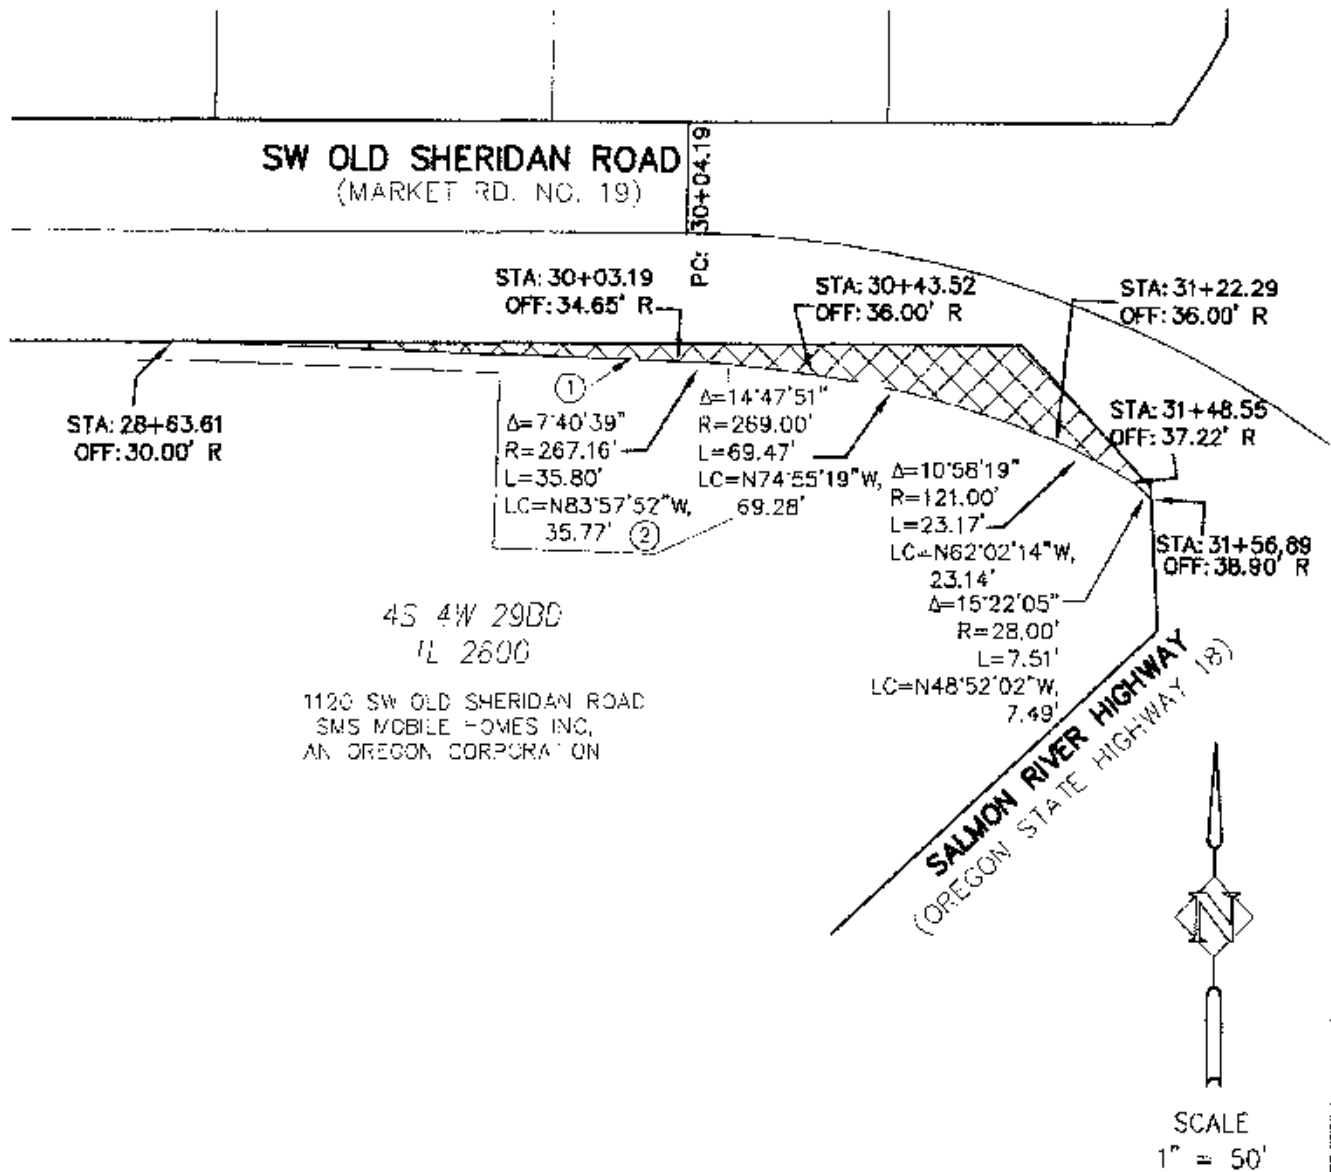 SW OLD SHERIDAN ROAD
(MARKET RD. NO. 19)
PC: 30+04.19
STA: 30+03.19
OFF: 34.65' R
STA: 30+43.52
OFF: 36.00' R
STA: 31+22.29
OFF: 36.00' R
STA: 28+63.61
OFF: 30.00' R
STA: 31+48.55
OFF: 37.22' R
STA: 31+56.89
OFF: 38.90' R
1
Δ=7°40'39"
R=267.16'
L=35.80'
LC=N83°57'52"W,
35.77'
2
Δ=14°47'51"
R=269.00'
L=69.47'
LC=N74°55'19"W,
69.28'
Δ=10°58'19"
R=121.00'
L=23.17'
LC=N62°02'14"W,
23.14'
Δ=15°22'05"
R=28.00'
L=7.51'
LC=N48°52'02"W,
7.49'
4S 4W 29BD
TL 2600
1120 SW OLD SHERIDAN ROAD
SMS MOBILE HOMES INC,
AN OREGON CORPORATION
SALMON RIVER HIGHWAY
(OREGON STATE HIGHWAY 18)
N
SCALE
1" = 50'